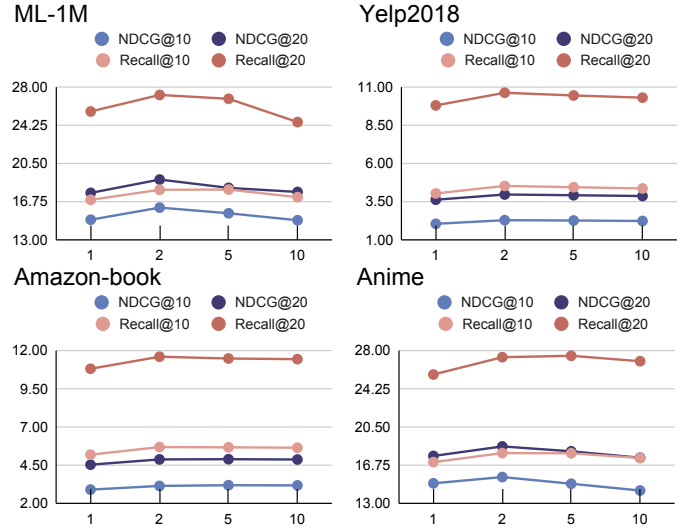 ML-1M
NDCG@10 NDCG@20
Recall@10 Recall@20
28.00
24.25
20.50
16.75
13.00
1 2 5 10
Yelp2018
NDCG@10 NDCG@20
Recall@10 Recall@20
11.00
8.50
6.00
3.50
1.00
1 2 5 10
Amazon-book
NDCG@10 NDCG@20
Recall@10 Recall@20
12.00
9.50
7.00
4.50
2.00
1 2 5 10
Anime
NDCG@10 NDCG@20
Recall@10 Recall@20
28.00
24.25
20.50
16.75
13.00
1 2 5 10